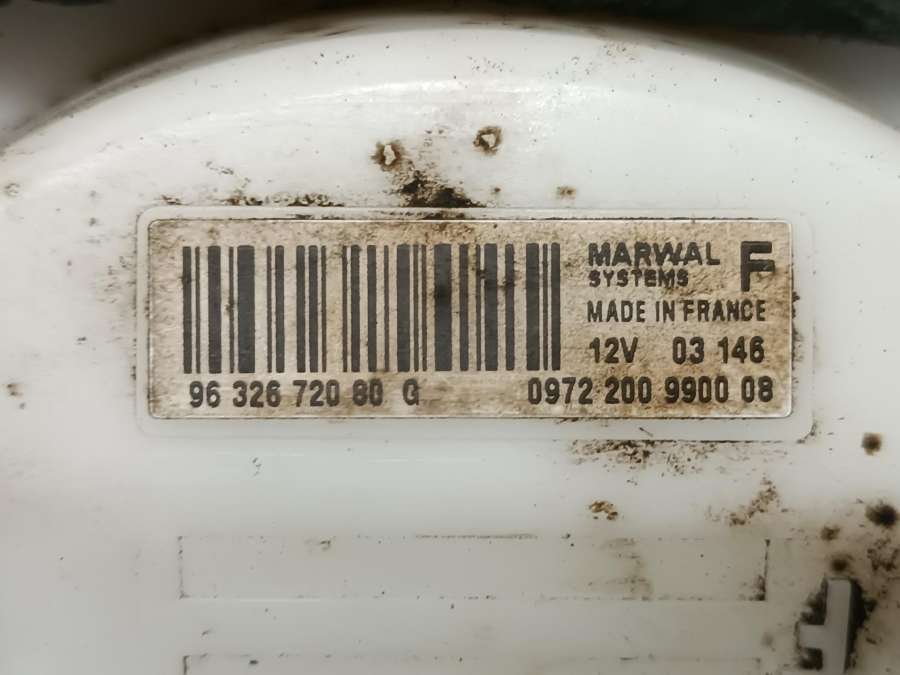 MARWAL F
SYSTEMS
MADE IN FRANCE
12V 03 146
96 326 720 80 G 0972 200 9900 08